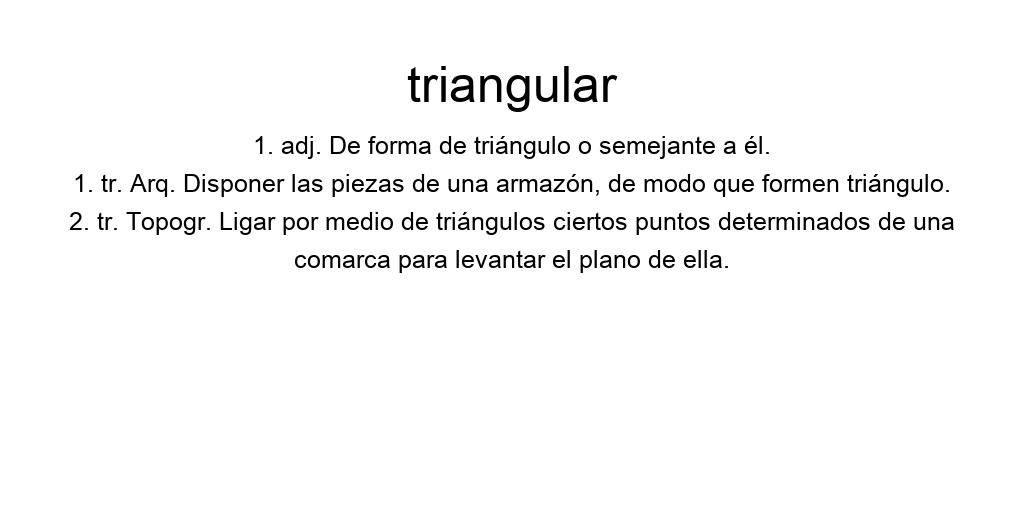 triangular
1. adj. De forma de triángulo o semejante a él.
1. tr. Arq. Disponer las piezas de una armazón, de modo que formen triángulo.
2. tr. Topogr. Ligar por medio de triángulos ciertos puntos determinados de una
comarca para levantar el plano de ella.